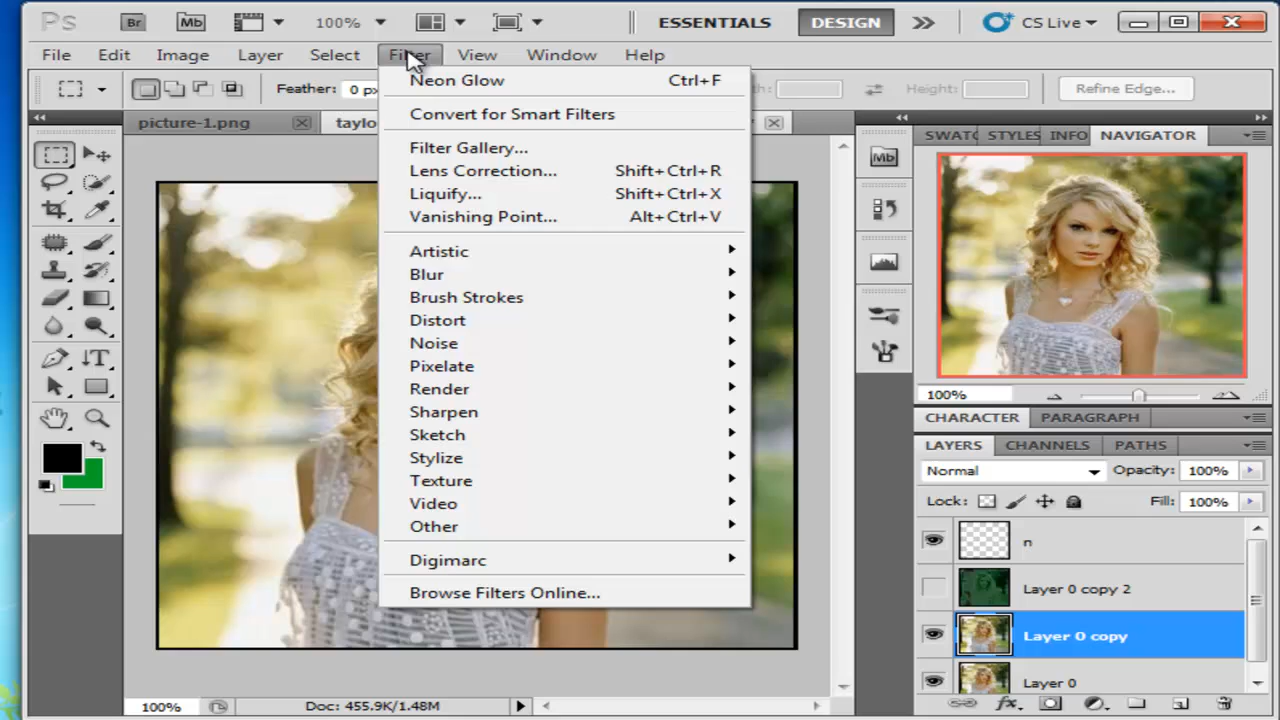 Ps Br Mb 100% ESSENTIALS DESIGN CS Live
File Edit Image Layer Select Filter View Window Help
Feather: 0 px Height: Refine Edge...
picture-1.png taylo
Neon Glow Ctrl+F
Convert for Smart Filters
Filter Gallery...
Lens Correction... Shift+Ctrl+R
Liquify... Shift+Ctrl+X
Vanishing Point... Alt+Ctrl+V
Artistic
Blur
Brush Strokes
Distort
Noise
Pixelate
Render
Sharpen
Sketch
Stylize
Texture
Video
Other
Digimarc
Browse Filters Online...
SWATC STYLES INFO NAVIGATOR
Mb
100%
CHARACTER PARAGRAPH
LAYERS CHANNELS PATHS
Normal Opacity: 100%
Lock: Fill: 100%
n
Layer 0 copy 2
Layer 0 copy
Layer 0
fx
100% Doc: 455.9K/1.48M